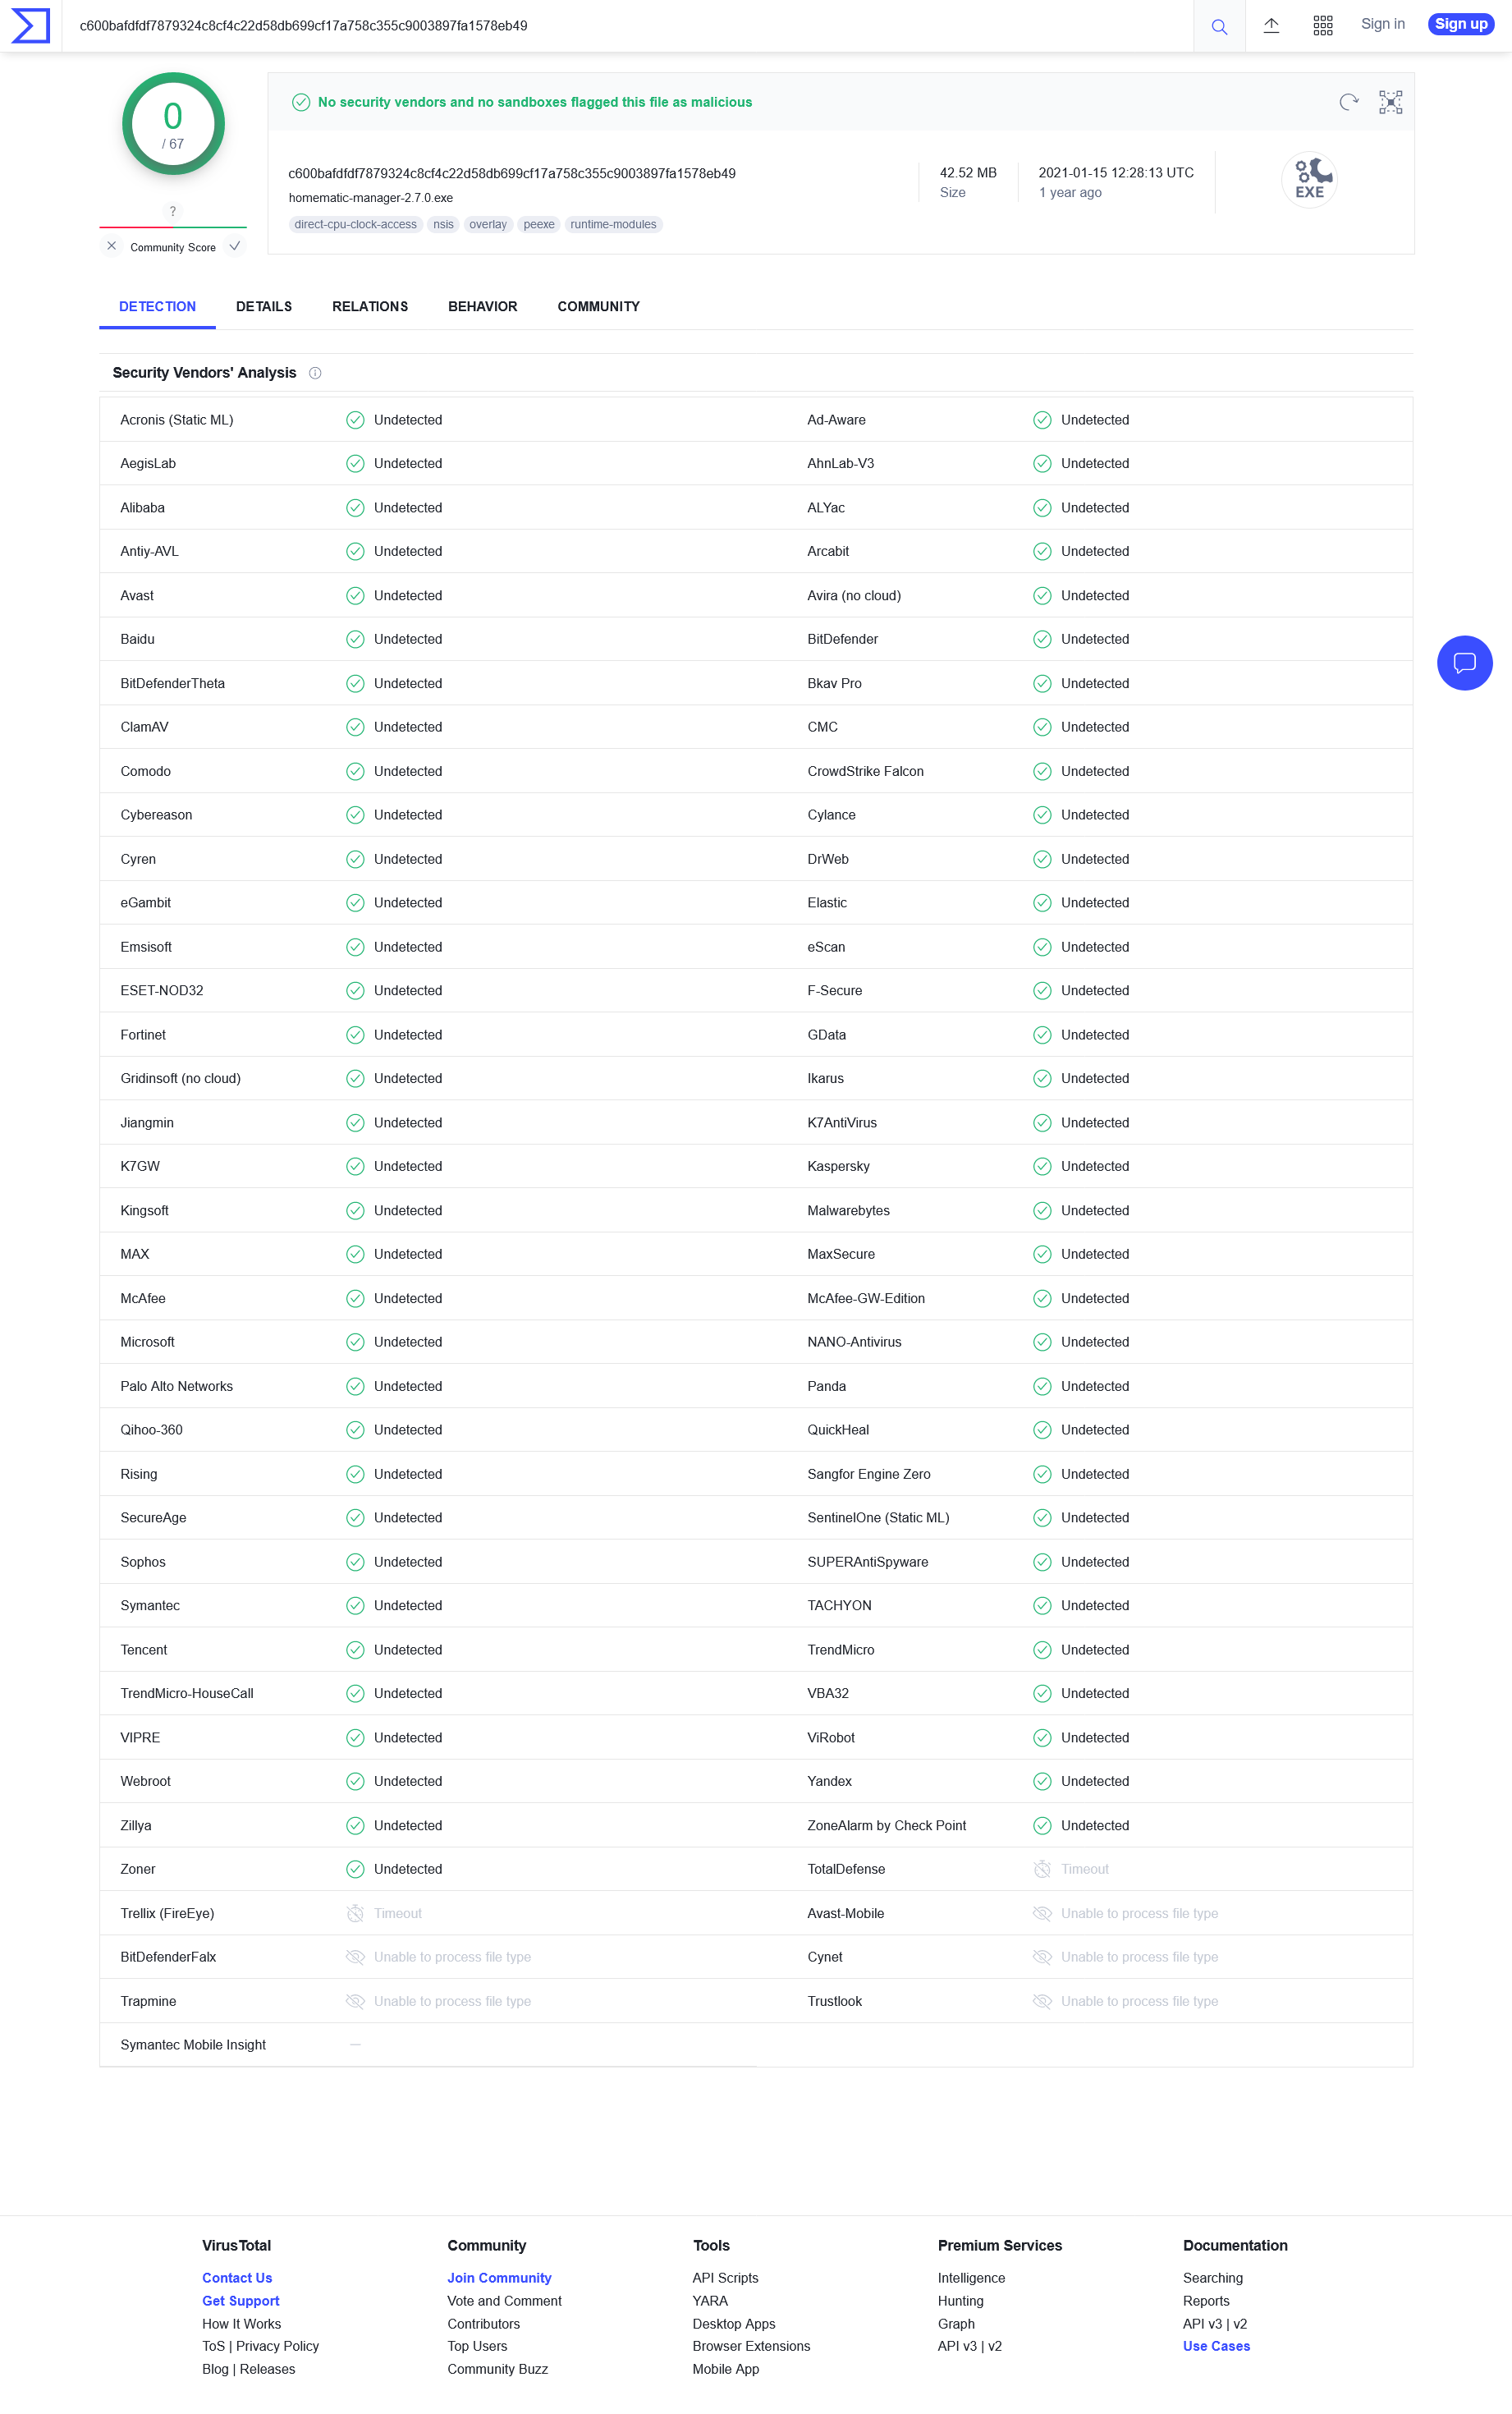 c600bafdfdf7879324c8cf4c22d58db699cf17a758c355c9003897fa1578eb49
Sign in
Sign up
0
/ 67
?
Community Score
No security vendors and no sandboxes flagged this file as malicious
c600bafdfdf7879324c8cf4c22d58db699cf17a758c355c9003897fa1578eb49
homematic-manager-2.7.0.exe
direct-cpu-clock-access nsis overlay peexe runtime-modules
42.52 MB
Size
2021-01-15 12:28:13 UTC
1 year ago
EXE
DETECTION DETAILS RELATIONS BEHAVIOR COMMUNITY
Security Vendors' Analysis
Acronis (Static ML) Undetected Ad-Aware Undetected
AegisLab Undetected AhnLab-V3 Undetected
Alibaba Undetected ALYac Undetected
Antiy-AVL Undetected Arcabit Undetected
Avast Undetected Avira (no cloud) Undetected
Baidu Undetected BitDefender Undetected
BitDefenderTheta Undetected Bkav Pro Undetected
ClamAV Undetected CMC Undetected
Comodo Undetected CrowdStrike Falcon Undetected
Cybereason Undetected Cylance Undetected
Cyren Undetected DrWeb Undetected
eGambit Undetected Elastic Undetected
Emsisoft Undetected eScan Undetected
ESET-NOD32 Undetected F-Secure Undetected
Fortinet Undetected GData Undetected
Gridinsoft (no cloud) Undetected Ikarus Undetected
Jiangmin Undetected K7AntiVirus Undetected
K7GW Undetected Kaspersky Undetected
Kingsoft Undetected Malwarebytes Undetected
MAX Undetected MaxSecure Undetected
McAfee Undetected McAfee-GW-Edition Undetected
Microsoft Undetected NANO-Antivirus Undetected
Palo Alto Networks Undetected Panda Undetected
Qihoo-360 Undetected QuickHeal Undetected
Rising Undetected Sangfor Engine Zero Undetected
SecureAge Undetected SentinelOne (Static ML) Undetected
Sophos Undetected SUPERAntiSpyware Undetected
Symantec Undetected TACHYON Undetected
Tencent Undetected TrendMicro Undetected
TrendMicro-HouseCall Undetected VBA32 Undetected
VIPRE Undetected ViRobot Undetected
Webroot Undetected Yandex Undetected
Zillya Undetected ZoneAlarm by Check Point Undetected
Zoner Undetected TotalDefense Timeout
Trellix (FireEye) Timeout Avast-Mobile Unable to process file type
BitDefenderFalx Unable to process file type Cynet Unable to process file type
Trapmine Unable to process file type Trustlook Unable to process file type
Symantec Mobile Insight —
VirusTotal
Contact Us
Get Support
How It Works
ToS | Privacy Policy
Blog | Releases
Community
Join Community
Vote and Comment
Contributors
Top Users
Community Buzz
Tools
API Scripts
YARA
Desktop Apps
Browser Extensions
Mobile App
Premium Services
Intelligence
Hunting
Graph
API v3 | v2
Documentation
Searching
Reports
API v3 | v2
Use Cases